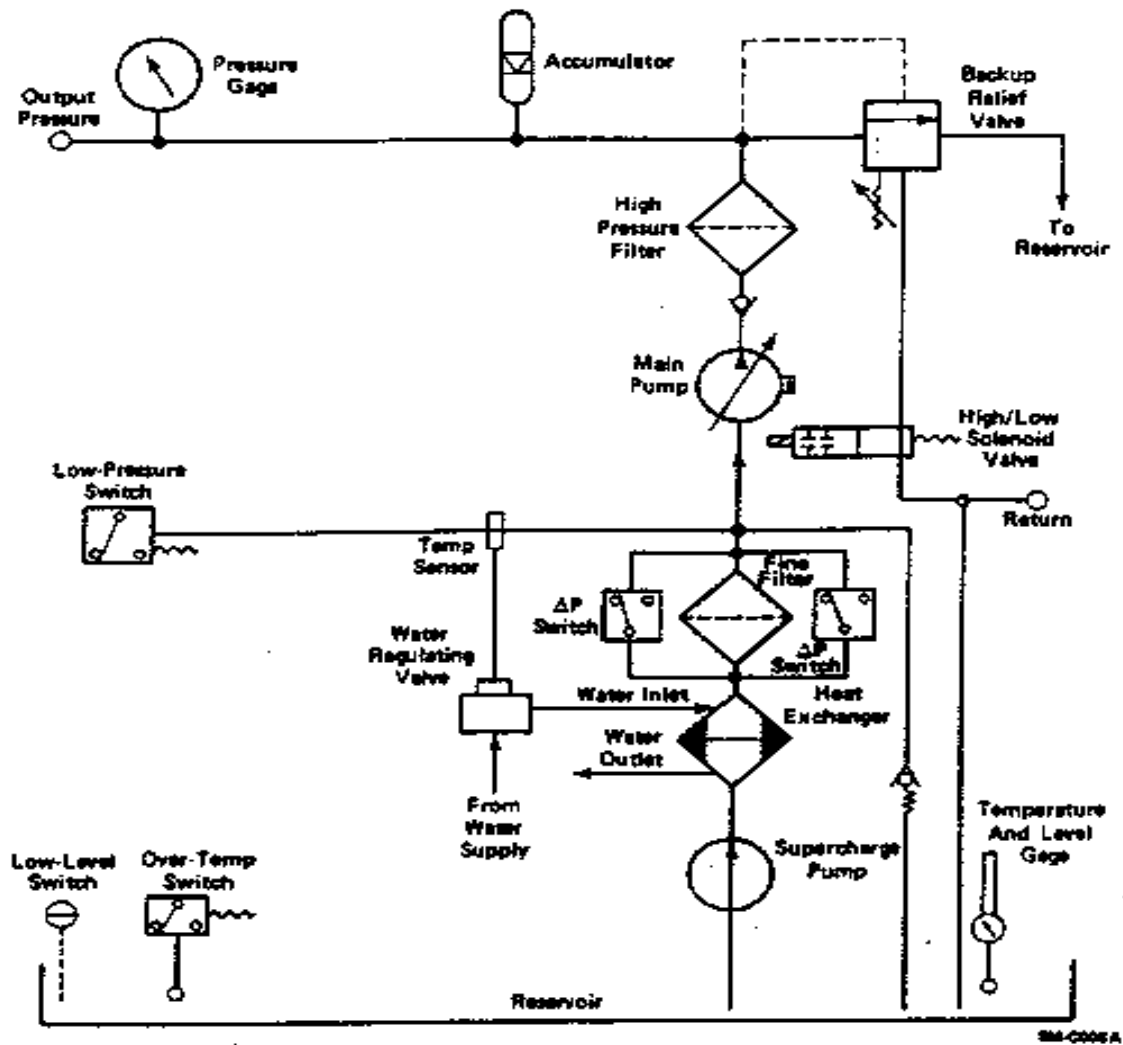 Pressure
Gage
Accumulator
Backup
Relief
Valve
Output
Pressure
High
Pressure
Filter
To
Reservoir
Main
Pump
High/Low
Solenoid
Valve
Low-Pressure
Switch
Return
Temp
Sensor
Fine
Filter
ΔP
Switch
ΔP
Switch
Water
Regulating
Valve
Water Inlet
Heat
Exchanger
Water
Outlet
From
Water
Supply
Temperature
And Level
Gage
Supercharge
Pump
Low-Level
Switch
Over-Temp
Switch
Reservoir